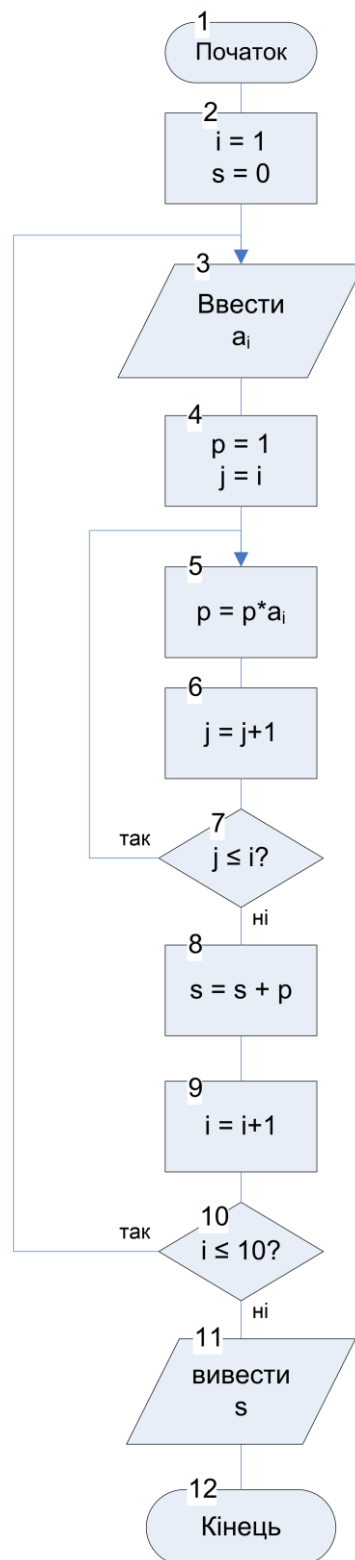 1
Початок
2
i = 1
s = 0
3
Ввести
aᵢ
4
p = 1
j = i
5
p = p*aᵢ
6
j = j+1
7
так
j ≤ i?
ні
8
s = s + p
9
i = i+1
10
так
i ≤ 10?
ні
11
вивести
s
12
Кінець